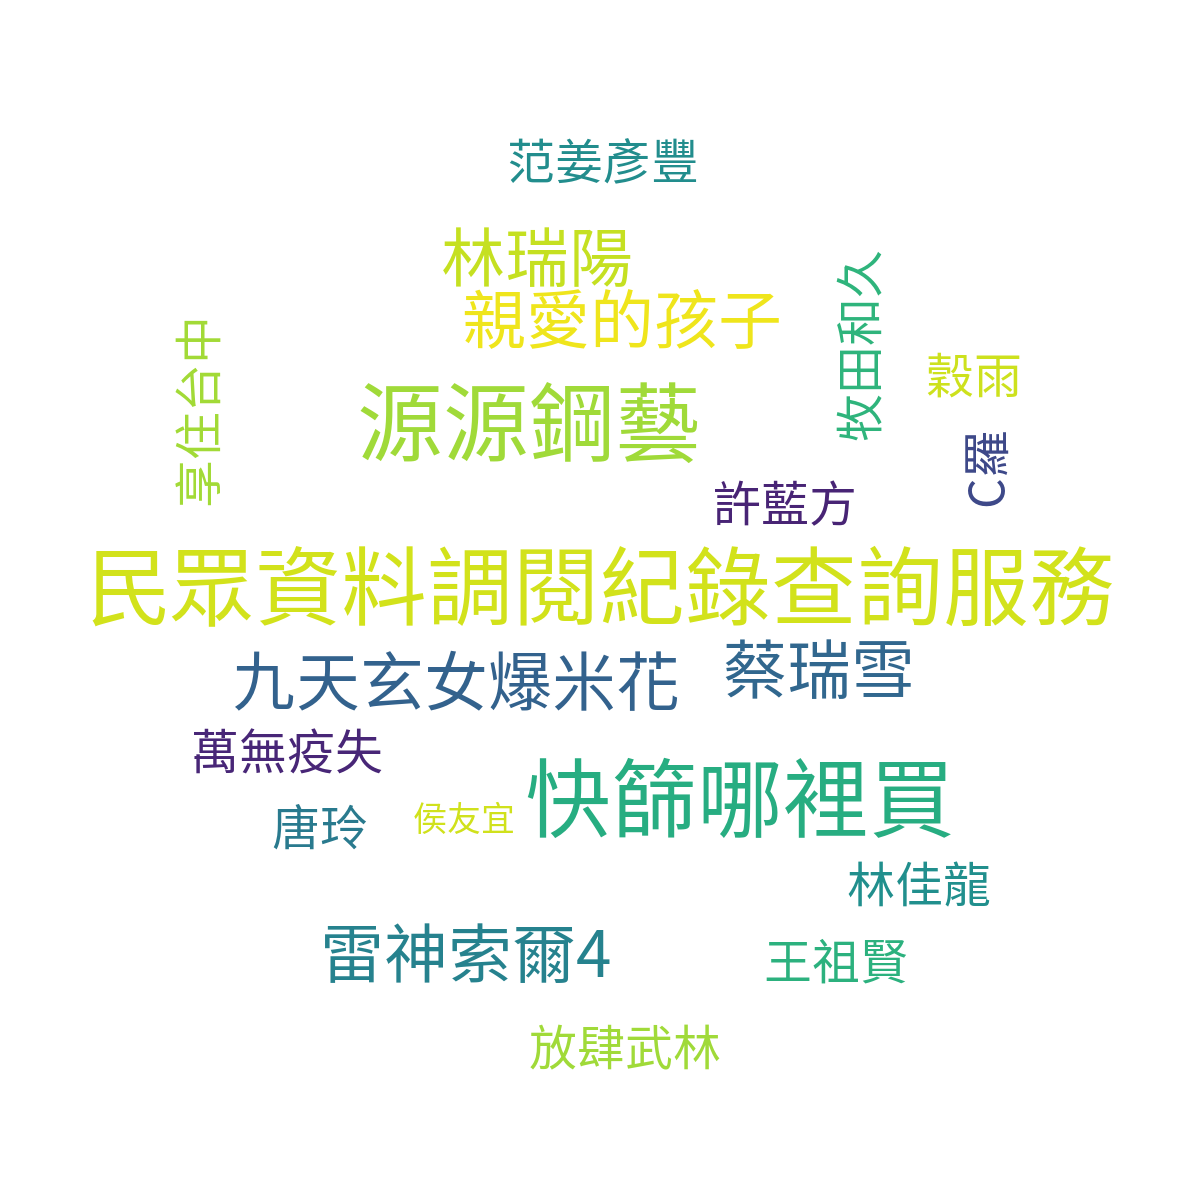 范姜彥豐
林瑞陽
親愛的孩子
牧田和久
享住台中
穀雨
源源鋼藝
C羅
許藍方
民眾資料調閱紀錄查詢服務
九天玄女爆米花
蔡瑞雪
萬無疫失
快篩哪裡買
唐玲
侯友宜
林佳龍
雷神索爾4
王祖賢
放肆武林